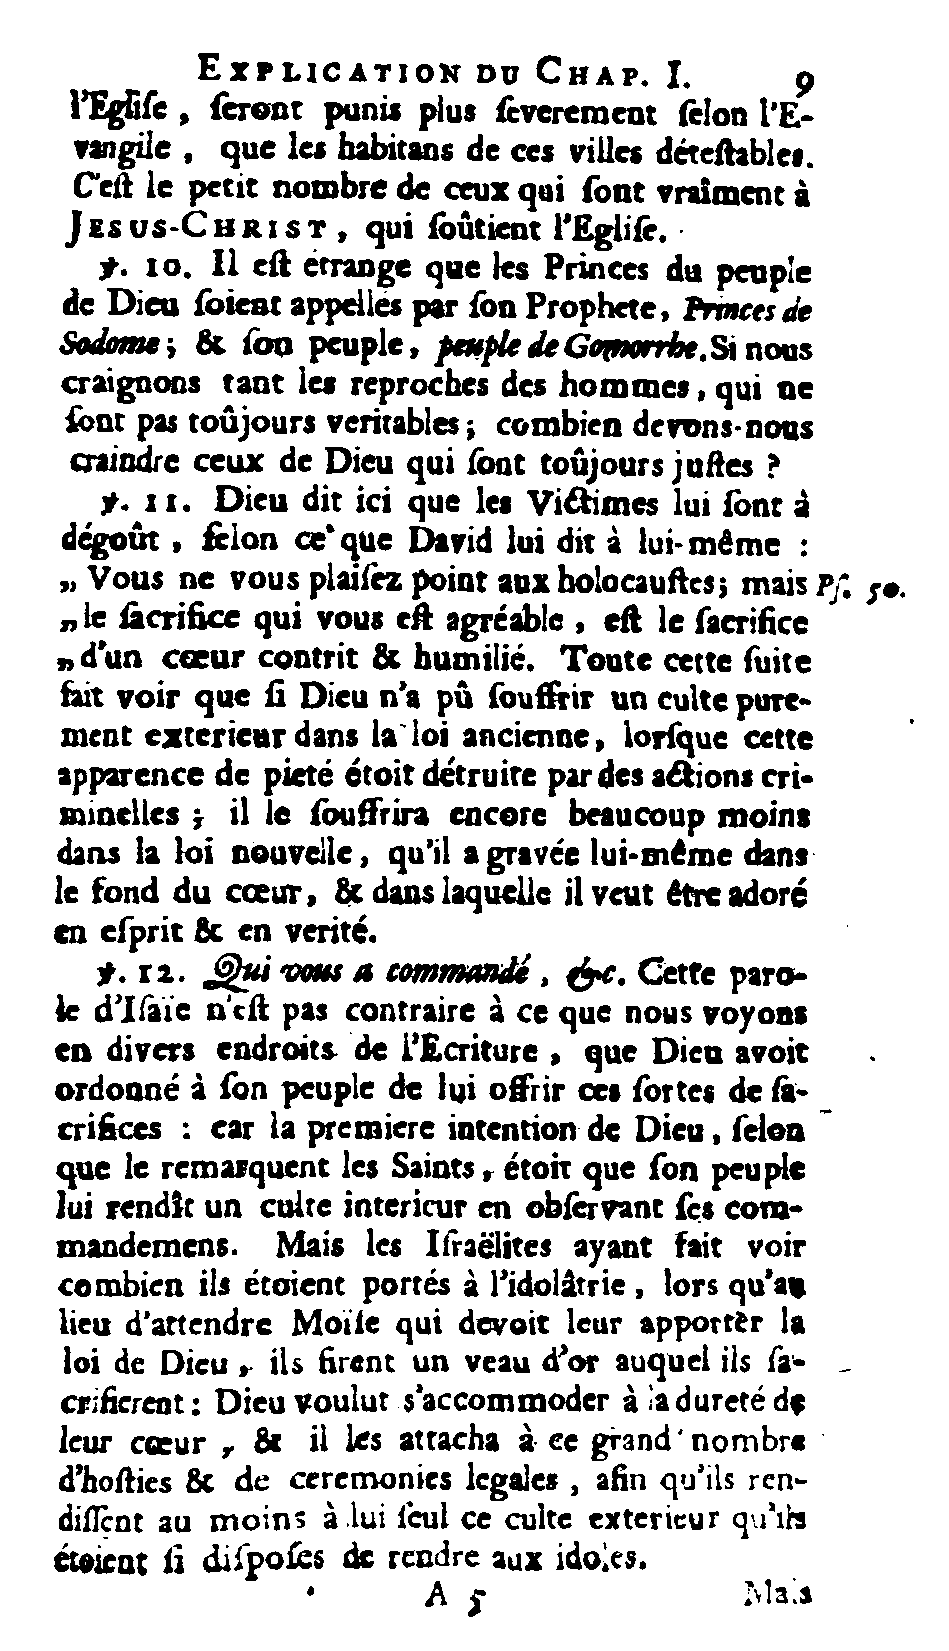 EXPLICATION DU CHAP. I. 9
l'Egliſe, ſeront punis plus ſeverement ſelon l'E-
vangile, que les habitans de ces villes déteſtables.
C'eſt le petit nombre de ceux qui ſont vraîment à
JESUS-CHRIST, qui ſoûtient l'Egliſe.
℣. 10. Il eſt étrange que les Princes du peuple
de Dieu ſoient appellés par ſon Prophete, Princes de
Sodome; & ſon peuple, peuple de Gomorrhe. Si nous
craignons tant les reproches des hommes, qui ne
ſont pas toûjours veritables; combien devons-nous
craindre ceux de Dieu qui ſont toûjours juſtes ?
℣. 11. Dieu dit ici que les Victimes lui ſont à
dégoût, ſelon ce que David lui dit à lui-même :
„ Vous ne vous plaiſez point aux holocauſtes; mais Pſ. 50.
„ le ſacrifice qui vous eſt agréable, eſt le ſacrifice
„ d'un cœur contrit & humilié. Toute cette ſuite
fait voir que ſi Dieu n'a pû ſouffrir un culte pure-
ment exterieur dans la loi ancienne, lorſque cette
apparence de pieté étoit détruite par des actions cri-
minelles; il le ſouffrira encore beaucoup moins
dans la loi nouvelle, qu'il a gravée lui-même dans
le fond du cœur, & dans laquelle il veut être adoré
en eſprit & en verité.
℣. 12. Qui vous a commandé, &c. Cette paro-
le d'Iſaïe n'eſt pas contraire à ce que nous voyons
en divers endroits de l'Ecriture, que Dieu avoit
ordonné à ſon peuple de lui offrir ces ſortes de ſa-
crifices : car la premiere intention de Dieu, ſelon
que le remarquent les Saints, étoit que ſon peuple
lui rendît un culte interieur en obſervant ſes com-
mandemens. Mais les Iſraëlites ayant fait voir
combien ils étoient portés à l'idolâtrie, lors qu'au
lieu d'attendre Moïſe qui devoit leur apporter la
loi de Dieu, ils firent un veau d'or auquel ils ſa-
crifierent : Dieu voulut s'accommoder à la dureté de
leur cœur, & il les attacha à ce grand nombre
d'hoſties & de ceremonies legales, afin qu'ils ren-
diſſent au moins à lui ſeul ce culte exterieur qu'ils
étoient ſi diſpoſés de rendre aux idoles.
A 5 Mais